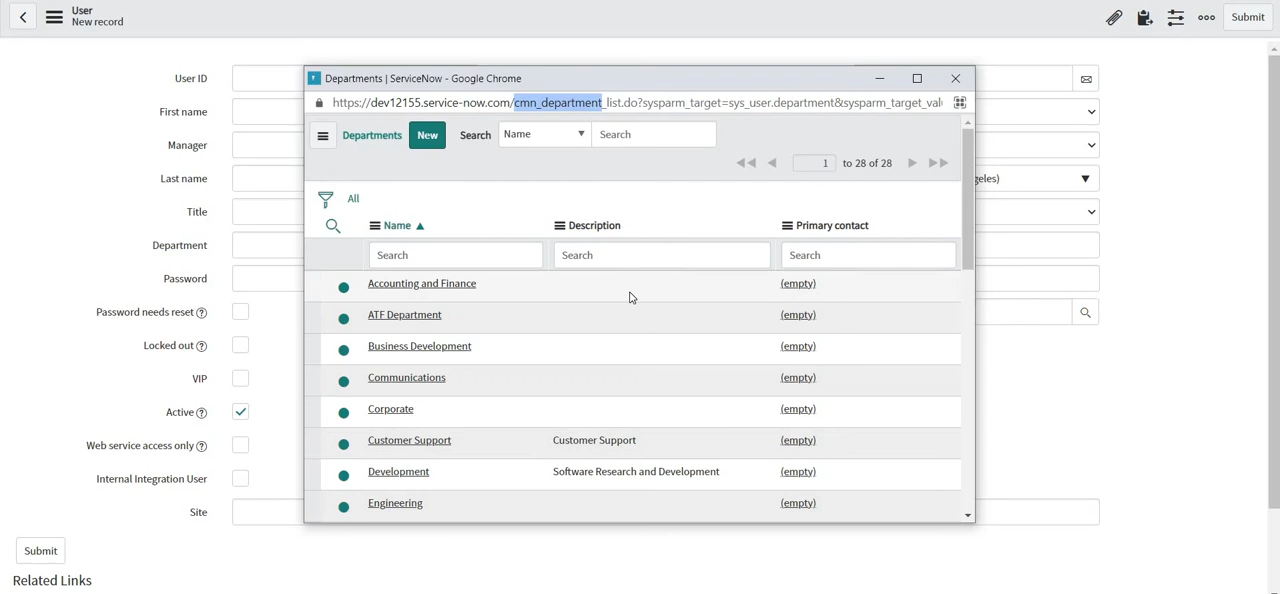 User
New record
Submit
User ID
First name
Manager
Last name
geles)
Title
Department
Password
Password needs reset
Locked out
VIP
Active
Web service access only
Internal Integration User
Site
Submit
Related Links
Departments | ServiceNow - Google Chrome
https://dev12155.service-now.com/cmn_department_list.do?sysparm_target=sys_user.department&sysparm_target_val
Departments New Search Name Search
1 to 28 of 28
All
Name Description Primary contact
Search Search Search
Accounting and Finance (empty)
ATF Department (empty)
Business Development (empty)
Communications (empty)
Corporate (empty)
Customer Support Customer Support (empty)
Development Software Research and Development (empty)
Engineering (empty)